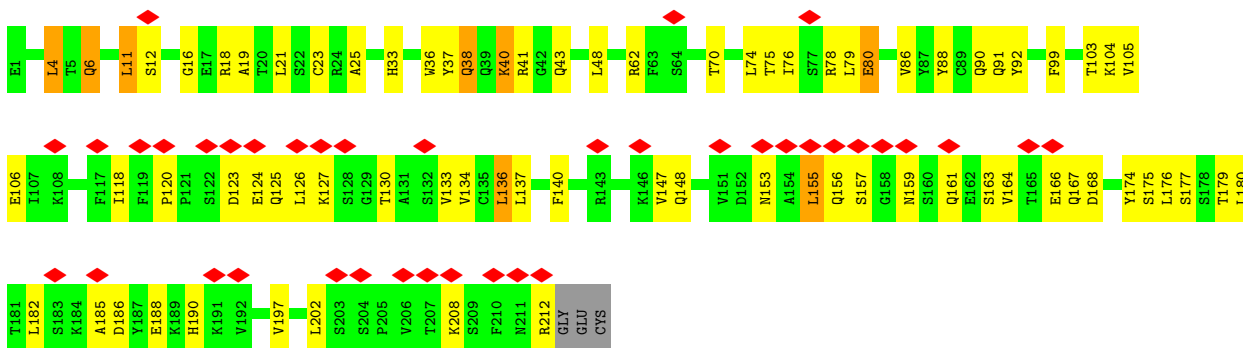 E1 L4 T5 Q6 L11 S12 G16 E17 R18 A19 T20 L21 S22 C23 R24 A25 H33 W36 Y37 Q38 Q39 K40 R41 G42 Q43 L48 R62 F63 S64 T70 L74 T75 I76 S77 R78 L79 E80 V86 Y87 Y88 C89 Q90 Q91 Y92 F99 T103 K104 V105
E106 I107 K108 F117 I118 F119 P120 P121 S122 D123 E124 Q125 L126 K127 S128 G129 T130 A131 S132 V133 V134 C135 L136 L137 F140 R143 K146 V147 Q148 V151 D152 N153 A154 L155 Q156 S157 G158 N159 S160 Q161 E162 S163 V164 T165 E166 Q167 D168 Y174 S175 L176 S177 S178 T179 L180
T181 L182 S183 K184 A185 D186 Y187 E188 K189 H190 K191 V192 V197 L202 S203 S204 P205 V206 T207 K208 S209 F210 N211 R212 GLY GLU CYS